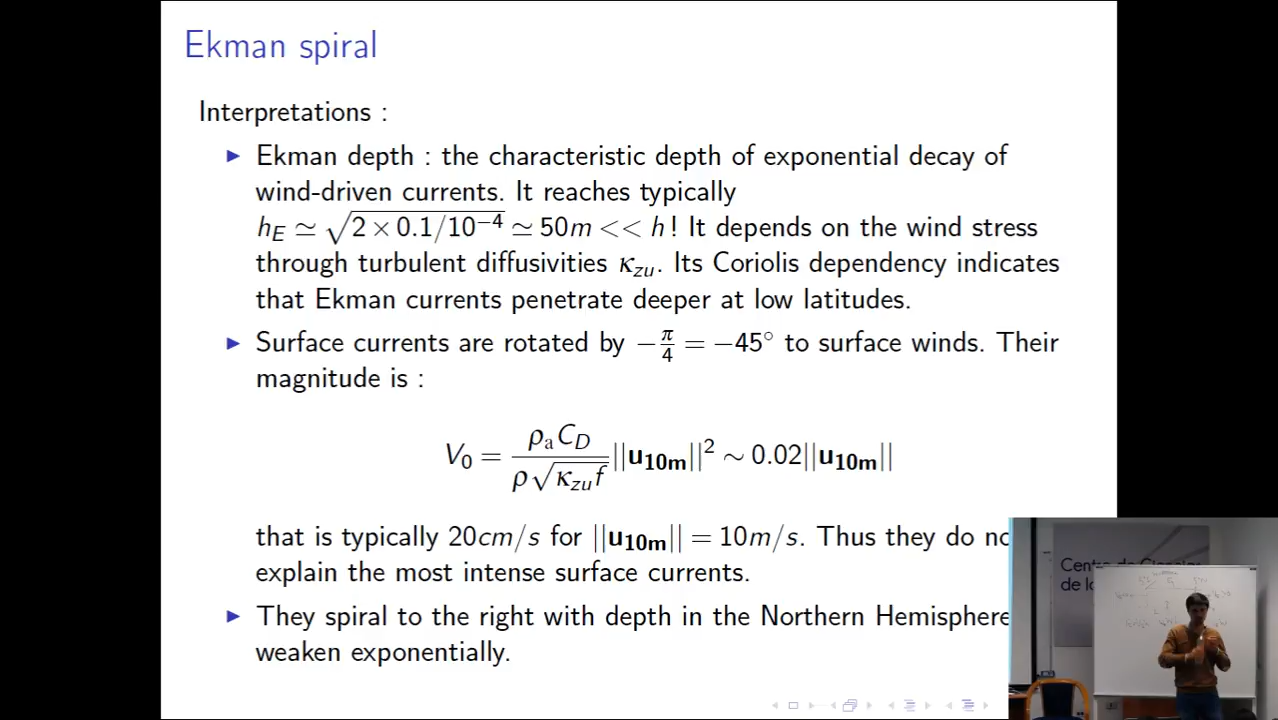 Ekman spiral
Interpretations :
▶ Ekman depth : the characteristic depth of exponential decay of
wind-driven currents. It reaches typically
h_E ≃ √(2 × 0.1/10⁻⁴) ≃ 50m << h! It depends on the wind stress
through turbulent diffusivities κ_zu. Its Coriolis dependency indicates
that Ekman currents penetrate deeper at low latitudes.
▶ Surface currents are rotated by −π/4 = −45° to surface winds. Their
magnitude is :
V₀ = ρ_a C_D / (ρ√(κ_zu f)) ||u_10m||² ∼ 0.02||u_10m||
that is typically 20cm/s for ||u_10m|| = 10m/s. Thus they do no
explain the most intense surface currents.
▶ They spiral to the right with depth in the Northern Hemisphere
weaken exponentially.
Centro de Ciencias
de l